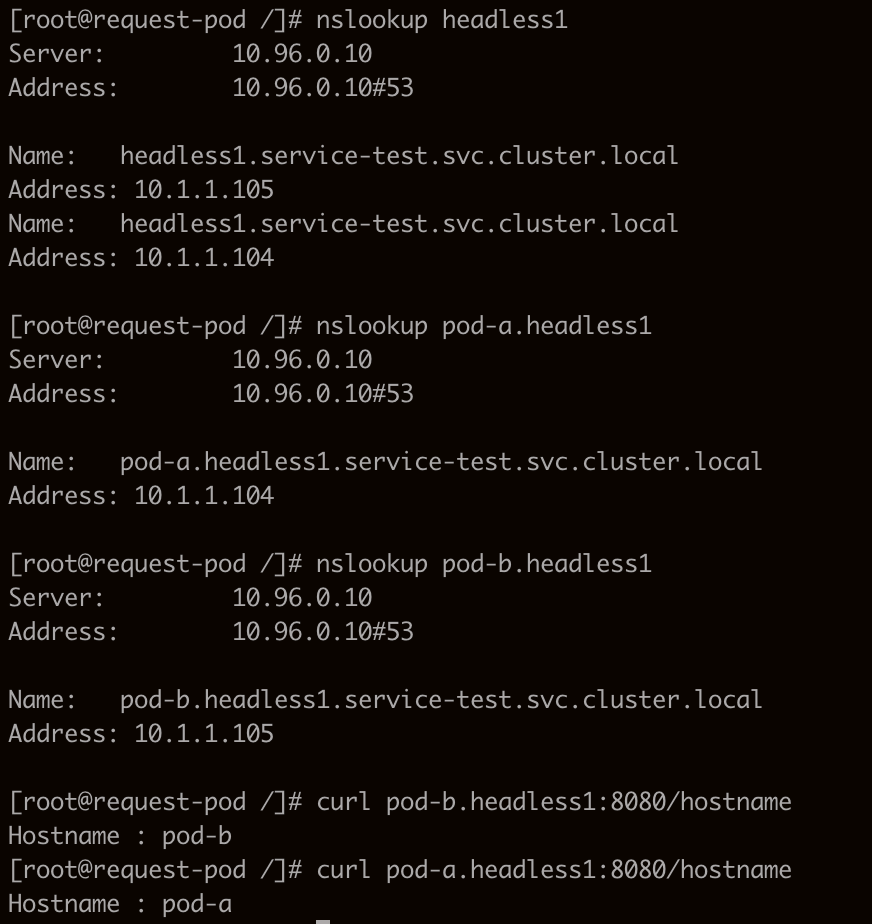 [root@request-pod /]# nslookup headless1
Server:         10.96.0.10
Address:        10.96.0.10#53
Name:   headless1.service-test.svc.cluster.local
Address: 10.1.1.105
Name:   headless1.service-test.svc.cluster.local
Address: 10.1.1.104
[root@request-pod /]# nslookup pod-a.headless1
Server:         10.96.0.10
Address:        10.96.0.10#53
Name:   pod-a.headless1.service-test.svc.cluster.local
Address: 10.1.1.104
[root@request-pod /]# nslookup pod-b.headless1
Server:         10.96.0.10
Address:        10.96.0.10#53
Name:   pod-b.headless1.service-test.svc.cluster.local
Address: 10.1.1.105
[root@request-pod /]# curl pod-b.headless1:8080/hostname
Hostname : pod-b
[root@request-pod /]# curl pod-a.headless1:8080/hostname
Hostname : pod-a